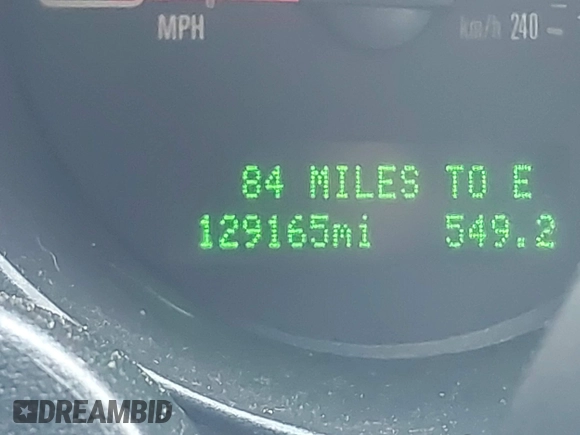 MPH
km/h 240
84 MILES TO E
129165mi 549.2
DREAMBID